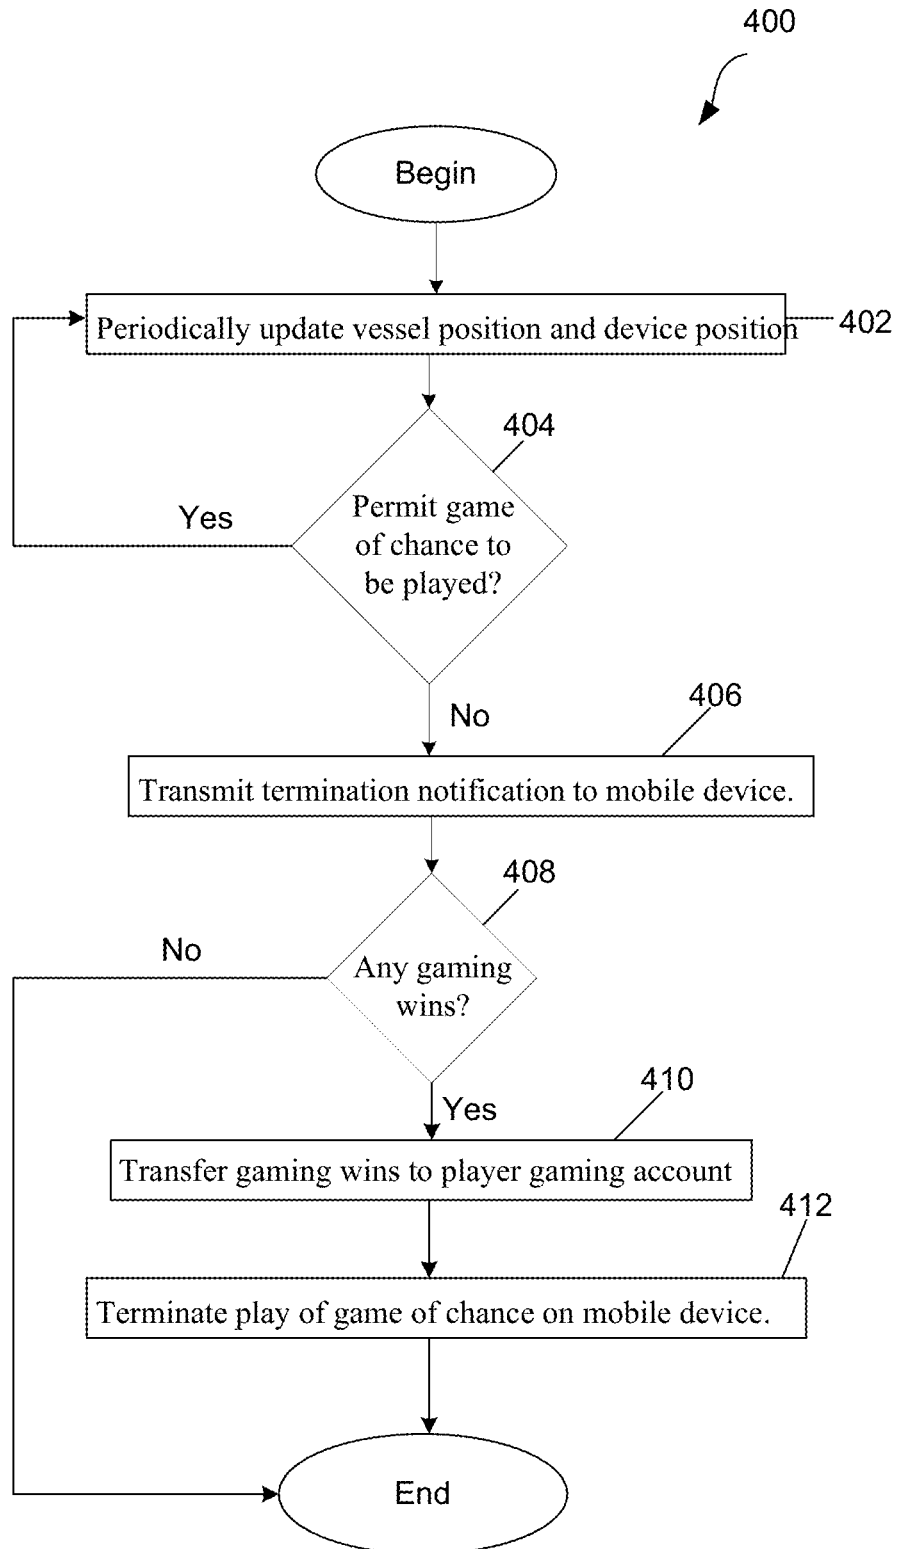 400
Begin
Periodically update vessel position and device position
402
404
Permit game
of chance to
be played?
Yes
No
406
Transmit termination notification to mobile device.
408
No
Any gaming
wins?
Yes
410
Transfer gaming wins to player gaming account
412
Terminate play of game of chance on mobile device.
End